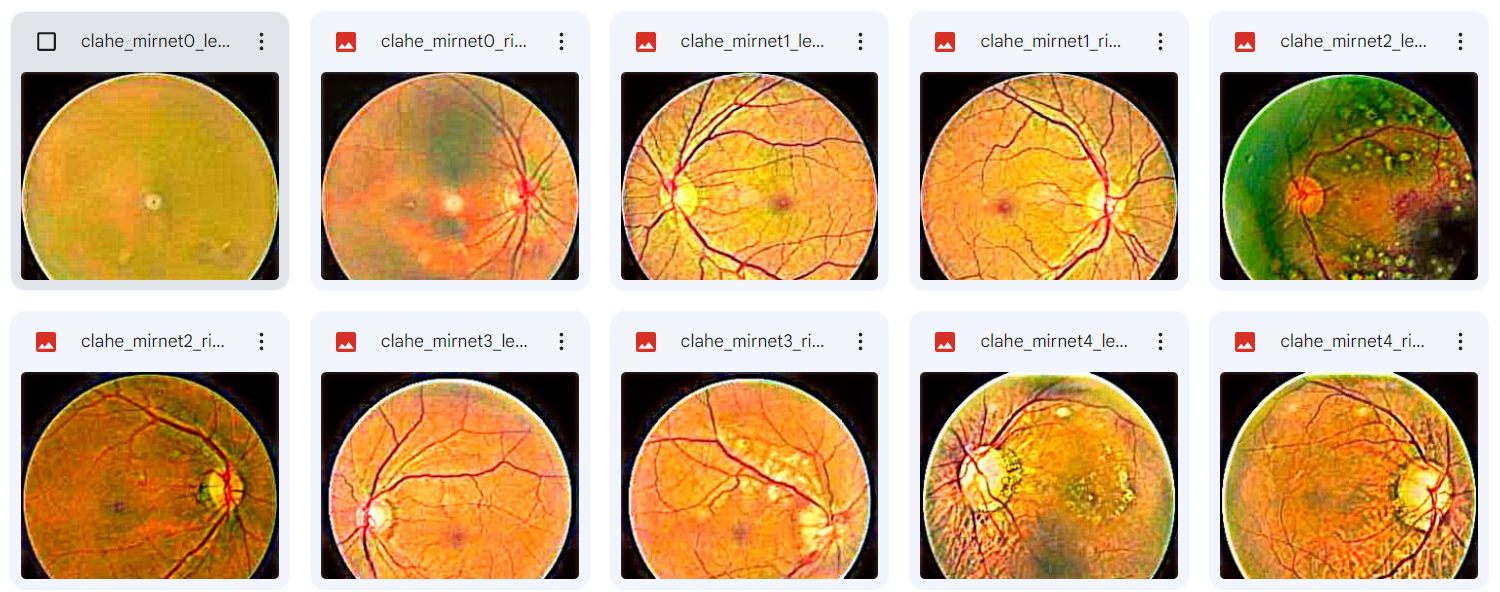 clahe_mirnet0_le...
clahe_mirnet0_ri...
clahe_mirnet1_le...
clahe_mirnet1_ri...
clahe_mirnet2_le...
clahe_mirnet2_ri...
clahe_mirnet3_le...
clahe_mirnet3_ri...
clahe_mirnet4_le...
clahe_mirnet4_ri...